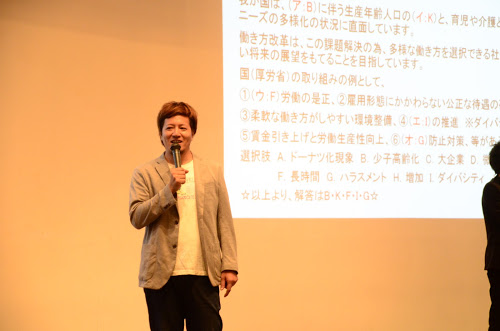 我が国は、(ア:B)に伴う生産年齢人口の(イ:K)と、育児や介護と
ニーズの多様化の状況に直面しています。
働き方改革は、この課題解決の為、多様な働き方を選択できる社
い将来の展望をもてることを目指しています。
国(厚労省)の取り組みの例として、
①(ウ:F)労働の是正、②雇用形態にかかわらない公正な待遇の
③柔軟な働き方がしやすい環境整備、④(エ:I)の推進 ※ダイバ
⑤賃金引き上げと労働生産性向上、⑥(オ:G)防止対策、等が
選択肢 A. ドーナツ化現象 B. 少子高齢化 C. 大企業 D.
F. 長時間 G. ハラスメント H. 増加 I. ダイバシティ
☆以上より、解答はB・K・F・I・G☆